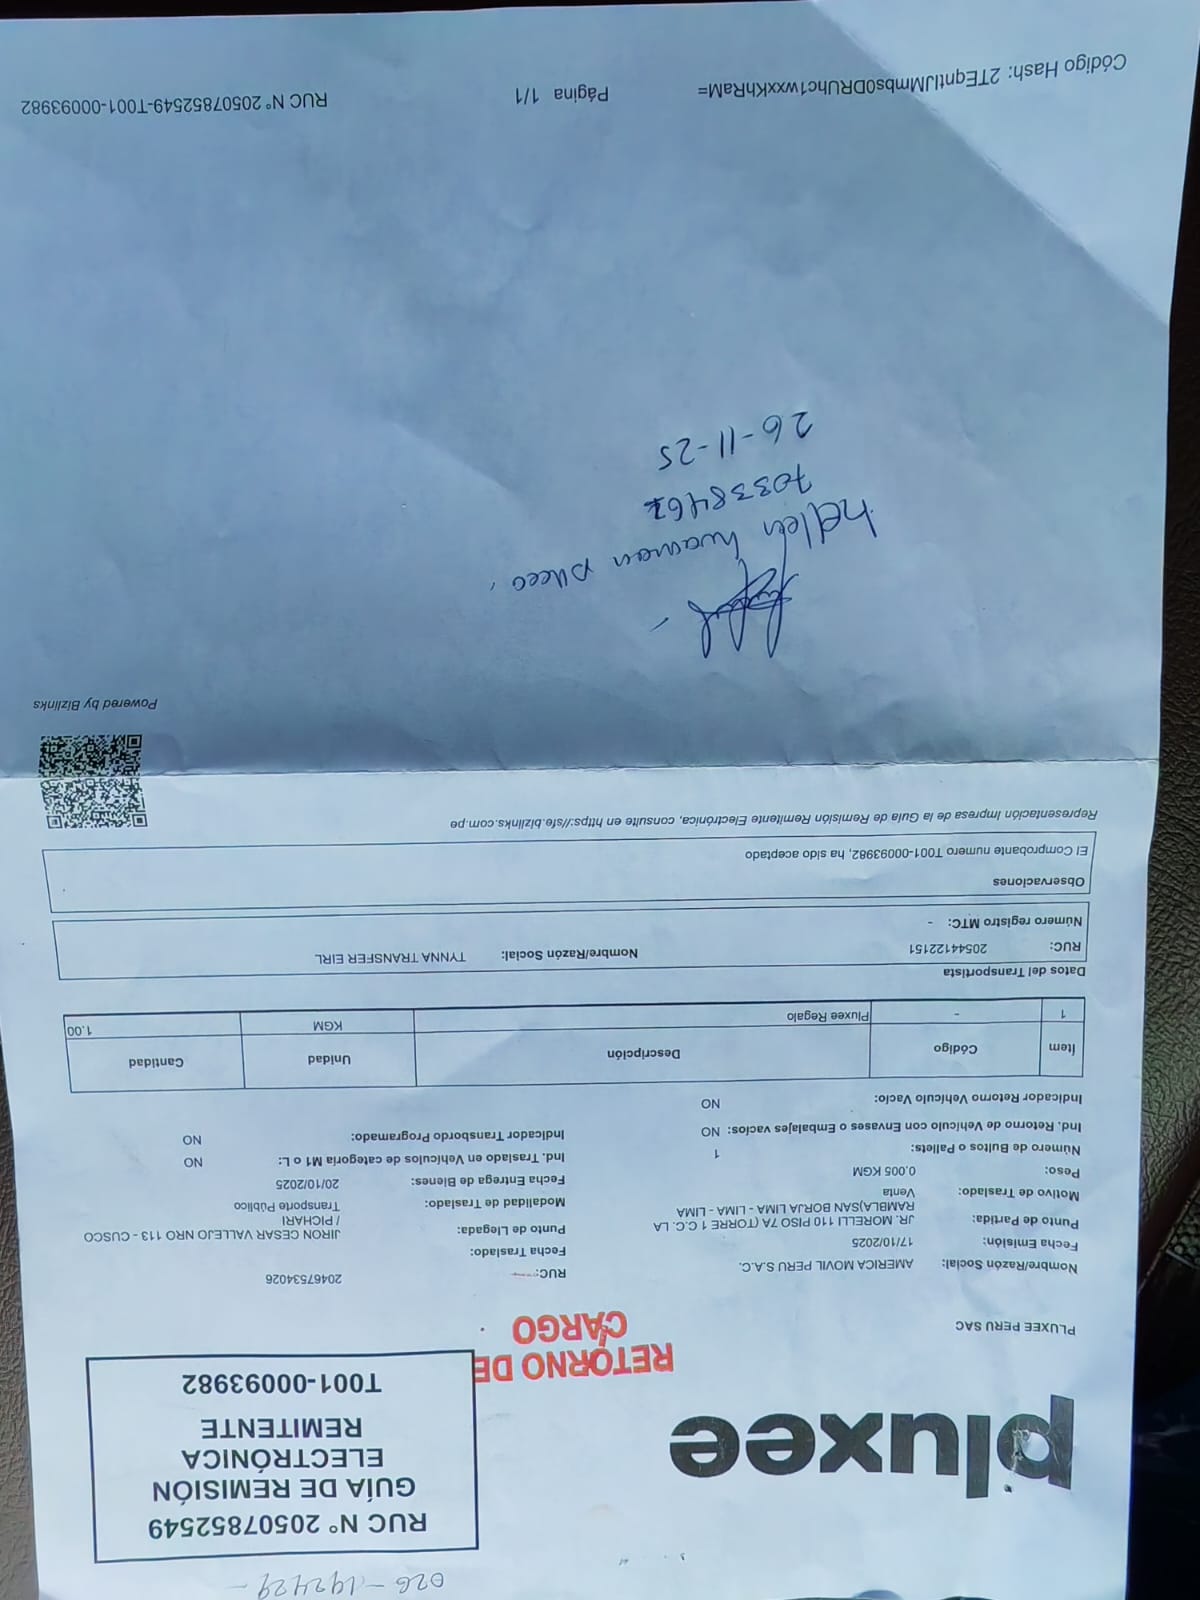 026-192429-
RUC N° 20507852549
GUÍA DE REMISIÓN
ELECTRÓNICA
REMITENTE
T001-00093982
pluxee
RETORNO DE
CARGO
PLUXEE PERU SAC
Nombre/Razón Social: AMERICA MOVIL PERU S.A.C. RUC: 20467534026
Fecha Emisión: 17/10/2025 Fecha Traslado:
Punto de Partida: JR. MORELLI 110 PISO 7A (TORRE 1 C.C. LA RAMBLA)SAN BORJA LIMA - LIMA - LIMA
Punto de Llegada: JIRON CESAR VALLEJO NRO 113 - CUSCO / PICHARI
Motivo de Traslado: Venta Modalidad de Traslado: Transporte Público
Peso: 0.005 KGM Fecha Entrega de Bienes: 20/10/2025
Número de Bultos o Pallets: 1 Ind. Traslado en Vehículos de categoría M1 o L: NO
Ind. Retorno de Vehículo con Envases o Embalajes vacíos: NO Indicador Transbordo Programado: NO
Indicador Retorno Vehículo Vacío: NO
Ítem Código Descripción Unidad Cantidad
1 - Pluxee Regalo KGM 1.00
Datos del Transportista
RUC: 20544122151 Nombre/Razón Social: TYNNA TRANSFER EIRL
Número registro MTC: -
Observaciones
El Comprobante numero T001-00093982, ha sido aceptado
Representación impresa de la Guía de Remisión Remitente Electrónica, consulte en https://sfe.bizlinks.com.pe
Powered by Bizlinks
26-11-25
Código Hash: 2TEqntIJMmbs0DRUhc1wxxKhRaM= Página 1/1 RUC N° 20507852549-T001-00093982